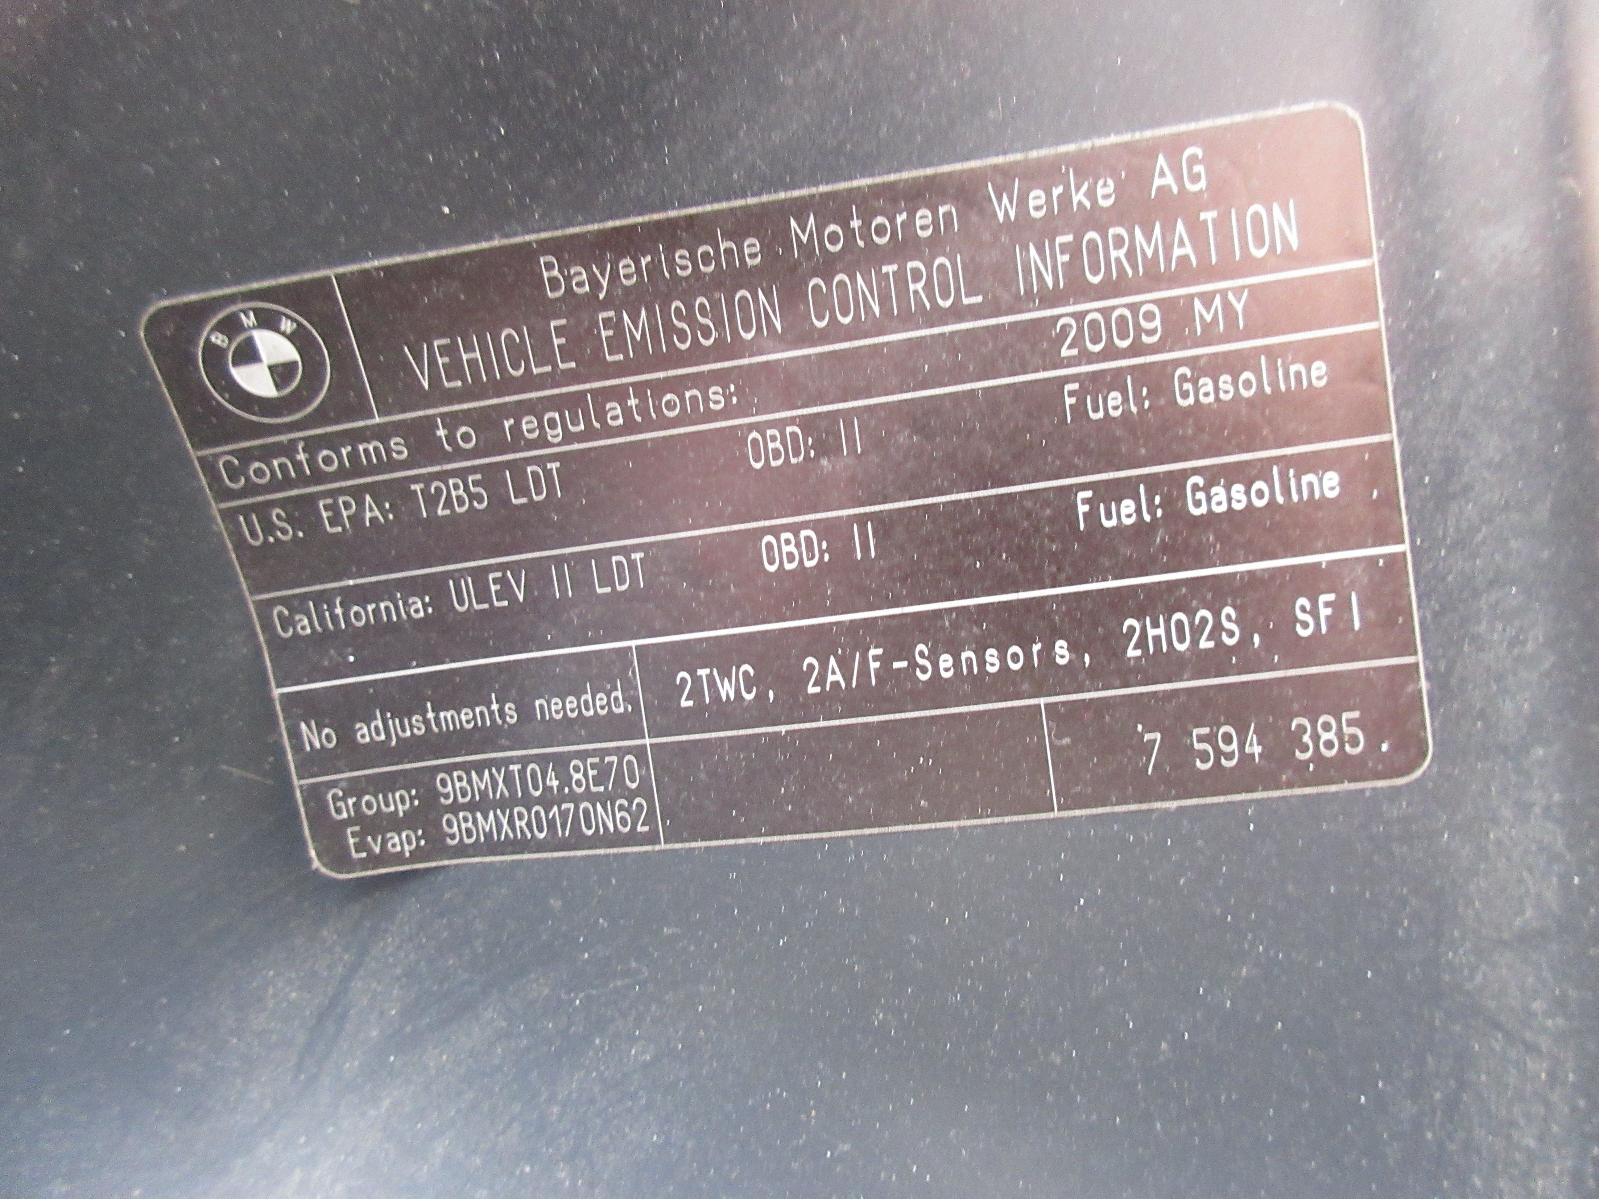 BMW
Bayerische Motoren Werke AG
VEHICLE EMISSION CONTROL INFORMATION
Conforms to regulations: 2009 MY
U.S. EPA: T2B5 LDT OBD: II Fuel: Gasoline
California: ULEV II LDT OBD: II Fuel: Gasoline
No adjustments needed. 2TWC, 2A/F-Sensors, 2HO2S, SFI
Group: 9BMXT04.8E70
Evap: 9BMXR0170N62
7 594 385.